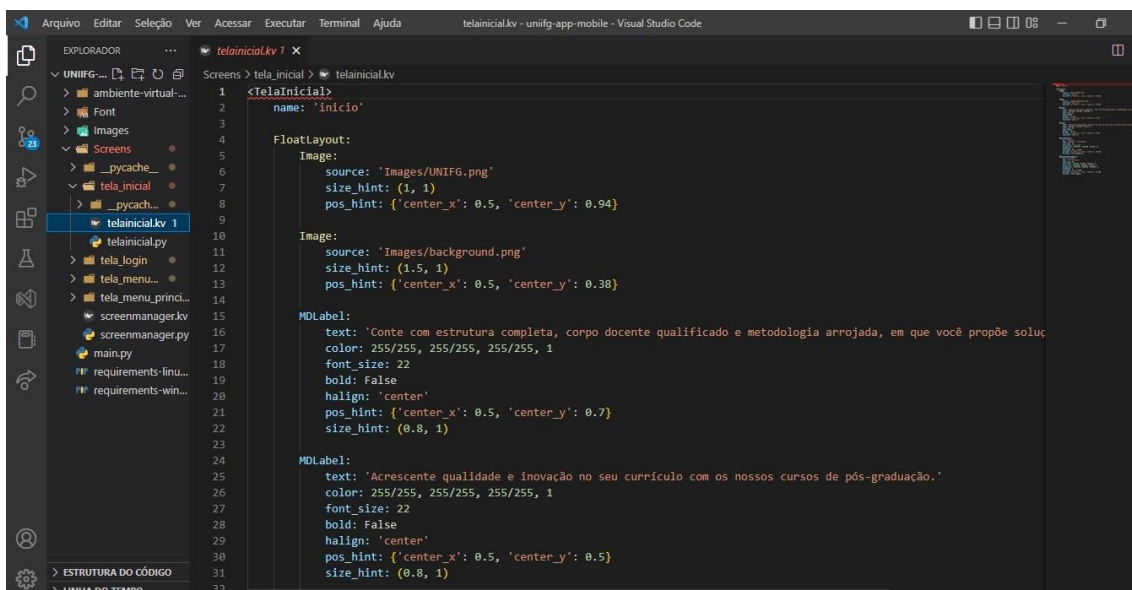 Arquivo Editar Seleção Ver Acessar Executar Terminal Ajuda telainicial.kv - uniifg-app-mobile - Visual Studio Code
EXPLORADOR ...
telainicial.kv 1
UNIIFG-...
Screens > tela_inicial > telainicial.kv
ambiente-virtual-...
Font
Images
Screens
__pycache__
tela_inicial
__pycach...
telainicial.kv 1
telainicial.py
tela_login
tela_menu...
tela_menu_princi...
screenmanager.kv
screenmanager.py
main.py
requirements-linu...
requirements-win...
23
ESTRUTURA DO CÓDIGO
LINHA DO TEMPO
1 <TelaInicial>
2 name: 'inicio'
3
4 FloatLayout:
5 Image:
6 source: 'Images/UNIFG.png'
7 size_hint: (1, 1)
8 pos_hint: {'center_x': 0.5, 'center_y': 0.94}
9
10 Image:
11 source: 'Images/background.png'
12 size_hint: (1.5, 1)
13 pos_hint: {'center_x': 0.5, 'center_y': 0.38}
14
15 MDLabel:
16 text: 'Conte com estrutura completa, corpo docente qualificado e metodologia arrojada, em que você propõe soluç
17 color: 255/255, 255/255, 255/255, 1
18 font_size: 22
19 bold: False
20 halign: 'center'
21 pos_hint: {'center_x': 0.5, 'center_y': 0.7}
22 size_hint: (0.8, 1)
23
24 MDLabel:
25 text: 'Acrescente qualidade e inovação no seu currículo com os nossos cursos de pós-graduação.'
26 color: 255/255, 255/255, 255/255, 1
27 font_size: 22
28 bold: False
29 halign: 'center'
30 pos_hint: {'center_x': 0.5, 'center_y': 0.5}
31 size_hint: (0.8, 1)
32